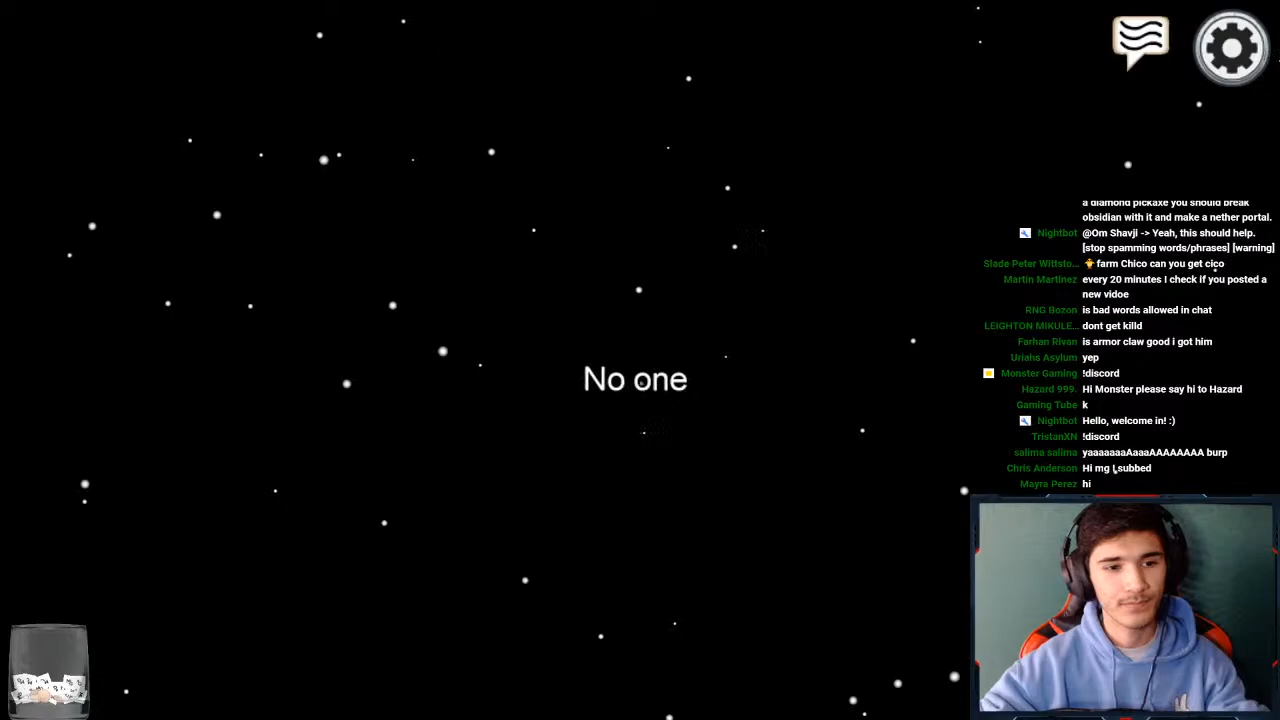 No one
a diamond pickaxe you should break
obsidian with it and make a nether portal.
Nightbot @Om Shavji -> Yeah, this should help.
[stop spamming words/phrases] [warning]
Slade Peter Wittsto... farm Chico can you get cico
Martin Martinez every 20 minutes I check if you posted a
new vidoe
RNG Bozon is bad words allowed in chat
LEIGHTON MIKULE... dont get killd
Farhan Rivan is armor claw good i got him
Uriahs Asylum yep
Monster Gaming !discord
Hazard 999. Hi Monster please say hi to Hazard
Gaming Tube k
Nightbot Hello, welcome in! :)
TristanXN !discord
salima salima yaaaaaaaAaaaAAAAAAAA burp
Chris Anderson Hi mg I subbed
Mayra Perez hi